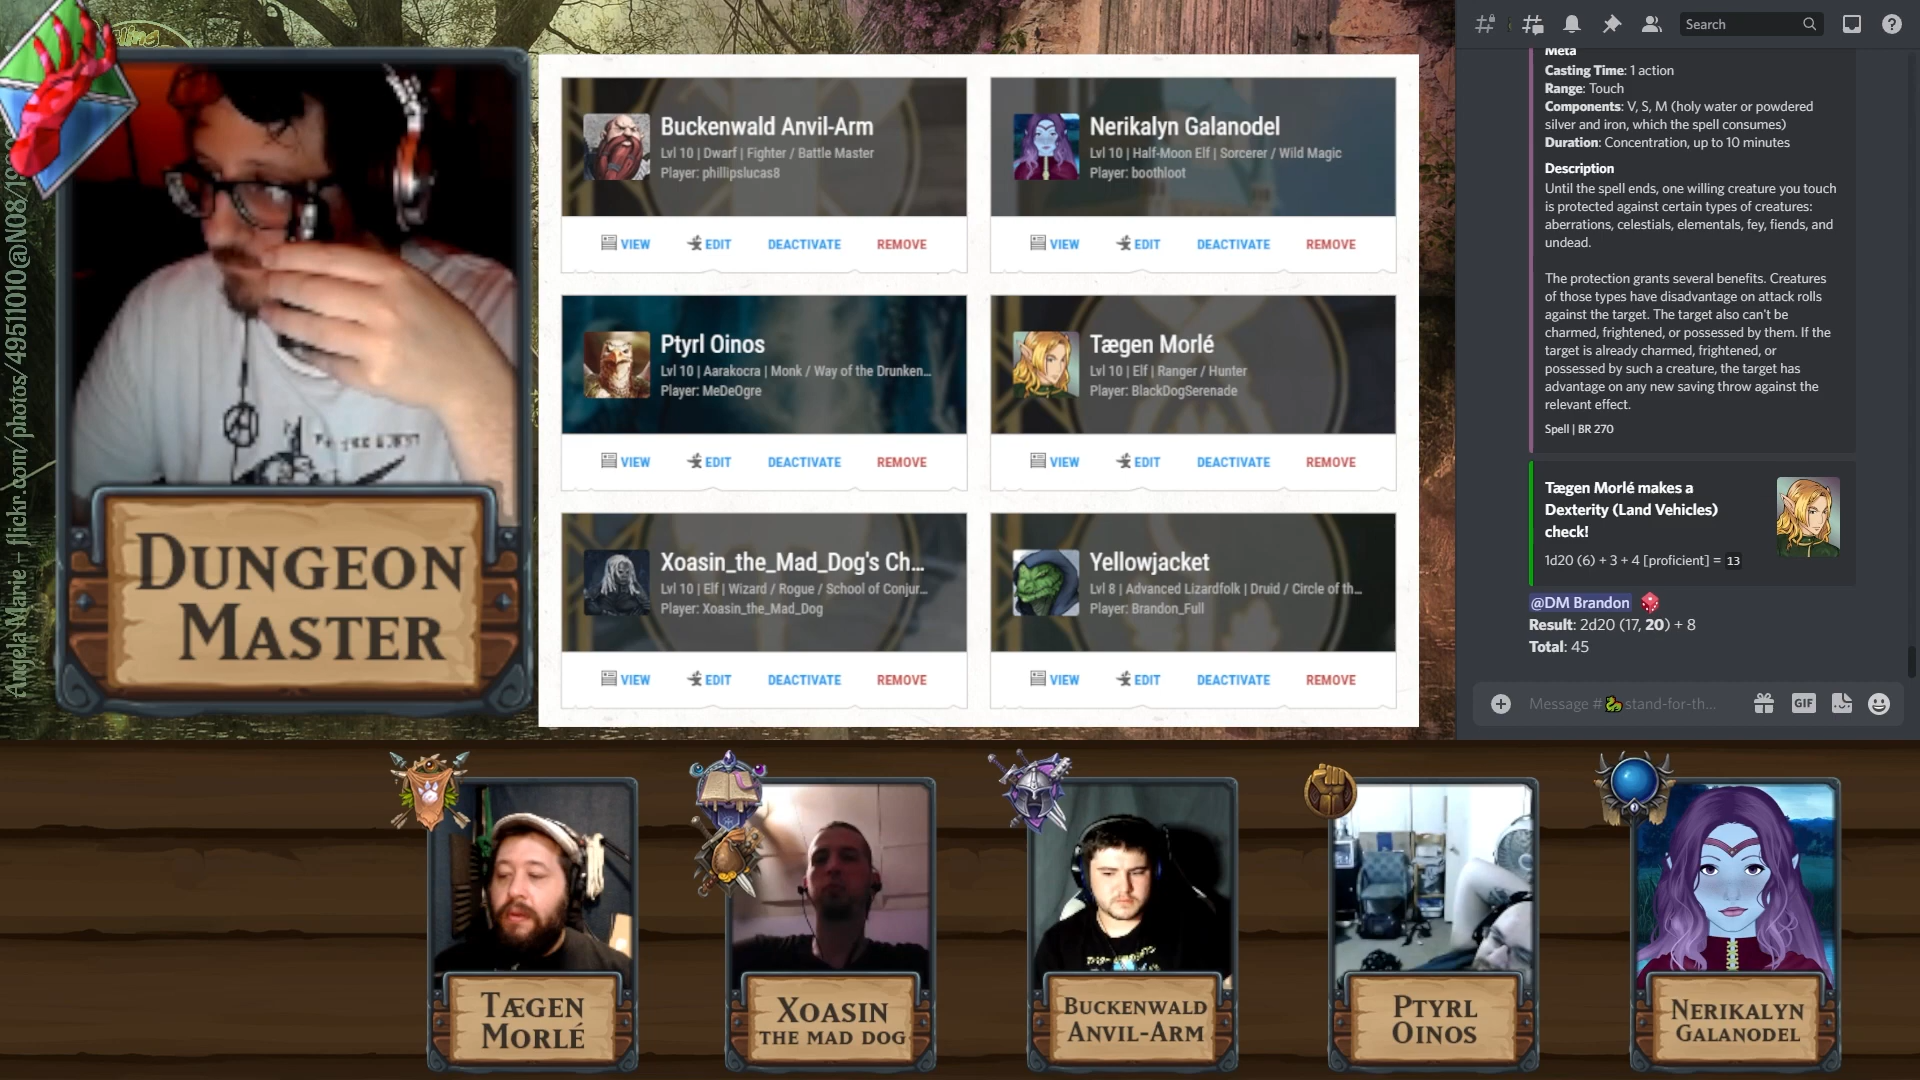 Angela Marie – flickr.com/photos/49511010@N08/19
DUNGEON
MASTER
Buckenwald Anvil-Arm
Lvl 10 | Dwarf | Fighter / Battle Master
Player: phillipslucas8
VIEW EDIT DEACTIVATE REMOVE
Nerikalyn Galanodel
Lvl 10 | Half-Moon Elf | Sorcerer / Wild Magic
Player: boothloot
VIEW EDIT DEACTIVATE REMOVE
Ptyrl Oinos
Lvl 10 | Aarakocra | Monk / Way of the Drunken...
Player: MeDeOgre
VIEW EDIT DEACTIVATE REMOVE
Tægen Morlé
Lvl 10 | Elf | Ranger / Hunter
Player: BlackDogSerenade
VIEW EDIT DEACTIVATE REMOVE
Xoasin_the_Mad_Dog's Ch...
Lvl 10 | Elf | Wizard / Rogue / School of Conjur...
Player: Xoasin_the_Mad_Dog
VIEW EDIT DEACTIVATE REMOVE
Yellowjacket
Lvl 8 | Advanced Lizardfolk | Druid / Circle of th...
Player: Brandon_Full
VIEW EDIT DEACTIVATE REMOVE
Search
Meta
Casting Time: 1 action
Range: Touch
Components: V, S, M (holy water or powdered
silver and iron, which the spell consumes)
Duration: Concentration, up to 10 minutes
Description
Until the spell ends, one willing creature you touch
is protected against certain types of creatures:
aberrations, celestials, elementals, fey, fiends, and
undead.
The protection grants several benefits. Creatures
of those types have disadvantage on attack rolls
against the target. The target also can't be
charmed, frightened, or possessed by them. If the
target is already charmed, frightened, or
possessed by such a creature, the target has
advantage on any new saving throw against the
relevant effect.
Spell | BR 270
Tægen Morlé makes a
Dexterity (Land Vehicles)
check!
1d20 (6) + 3 + 4 [proficient] = 13
@DM Brandon
Result: 2d20 (17, 20) + 8
Total: 45
Message #🐍stand-for-th...
GIF
TÆGEN
MORLÉ
XOASIN
THE MAD DOG
BUCKENWALD
ANVIL-ARM
PTYRL
OINOS
NERIKALYN
GALANODEL